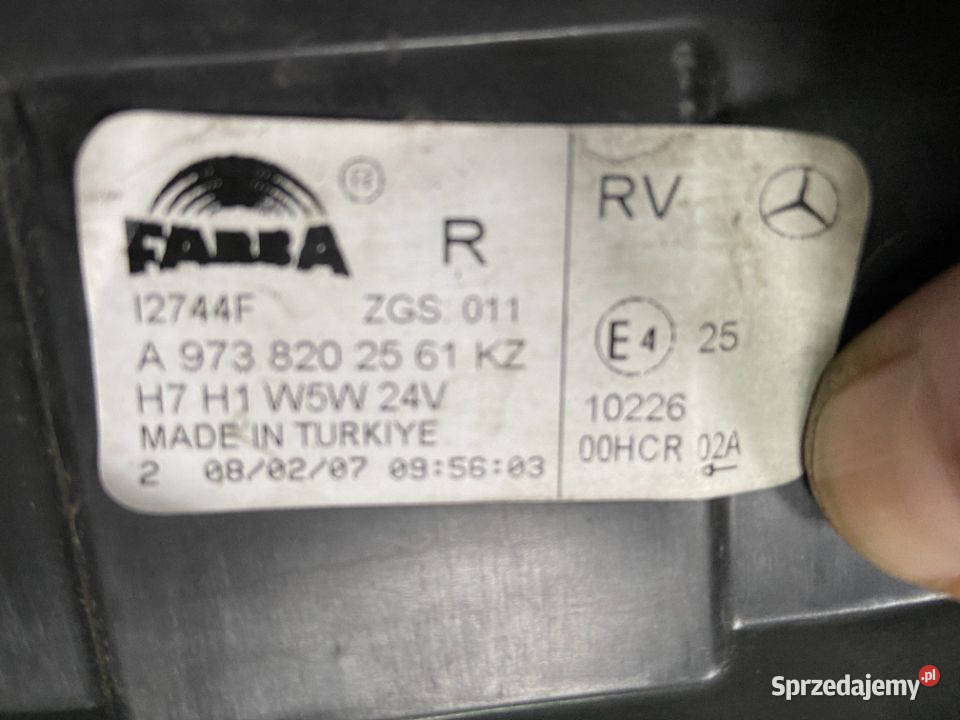 FARBA
R
I2744F ZGS: 011
A 973 820 25 61 KZ
H7 H1 W5W 24V
MADE IN TURKIYE
2 08/02/07 09:56:03
RV
E4 25
10226
00HCR 02A
Sprzedajemy.pl